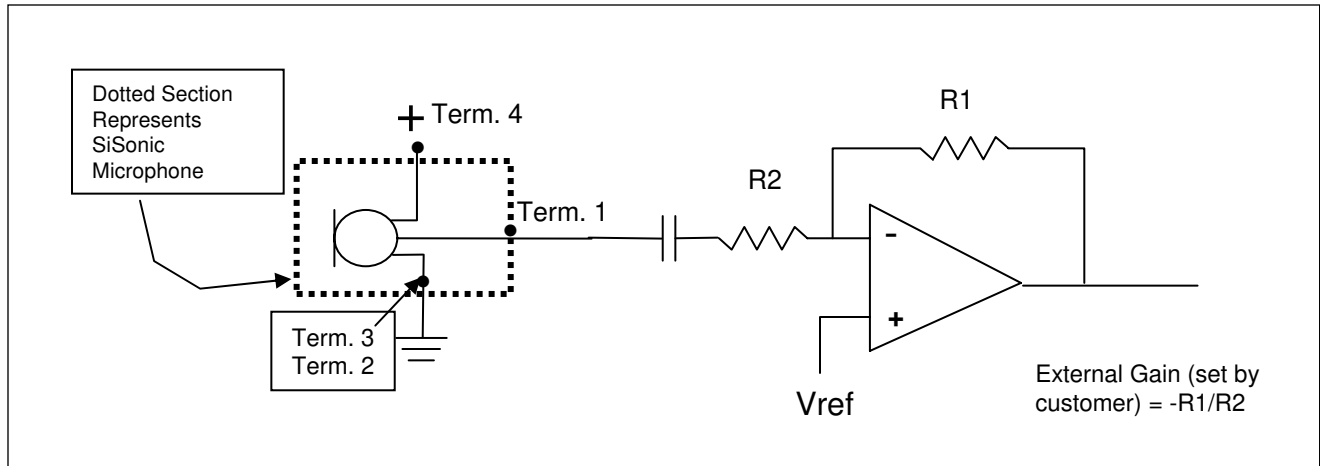 Dotted Section
Represents
SiSonic
Microphone
+ Term. 4
R1
R2
Term. 1
-
+
Term. 3
Term. 2
Vref
External Gain (set by
customer) = -R1/R2